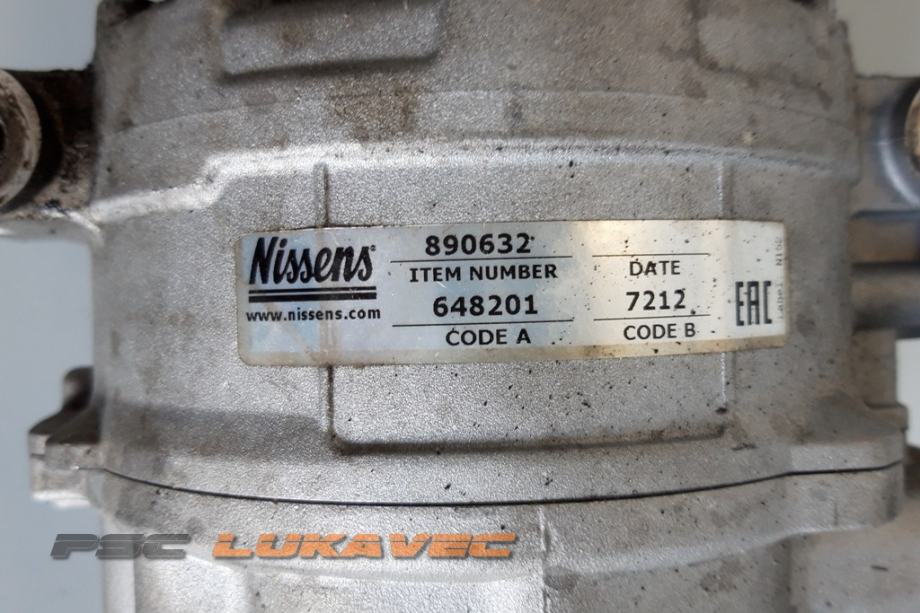 Nissens
www.nissens.com
890632
ITEM NUMBER
648201
CODE A
DATE
7212
CODE B
EAC
PSC LUKAVEC